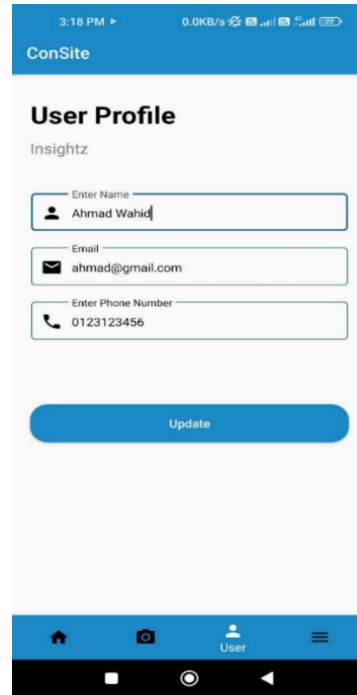 3:18 PM
0.0KB/s
ConSite
User Profile
Insightz
Enter Name
Ahmad Wahid
Email
ahmad@gmail.com
Enter Phone Number
0123123456
Update
User